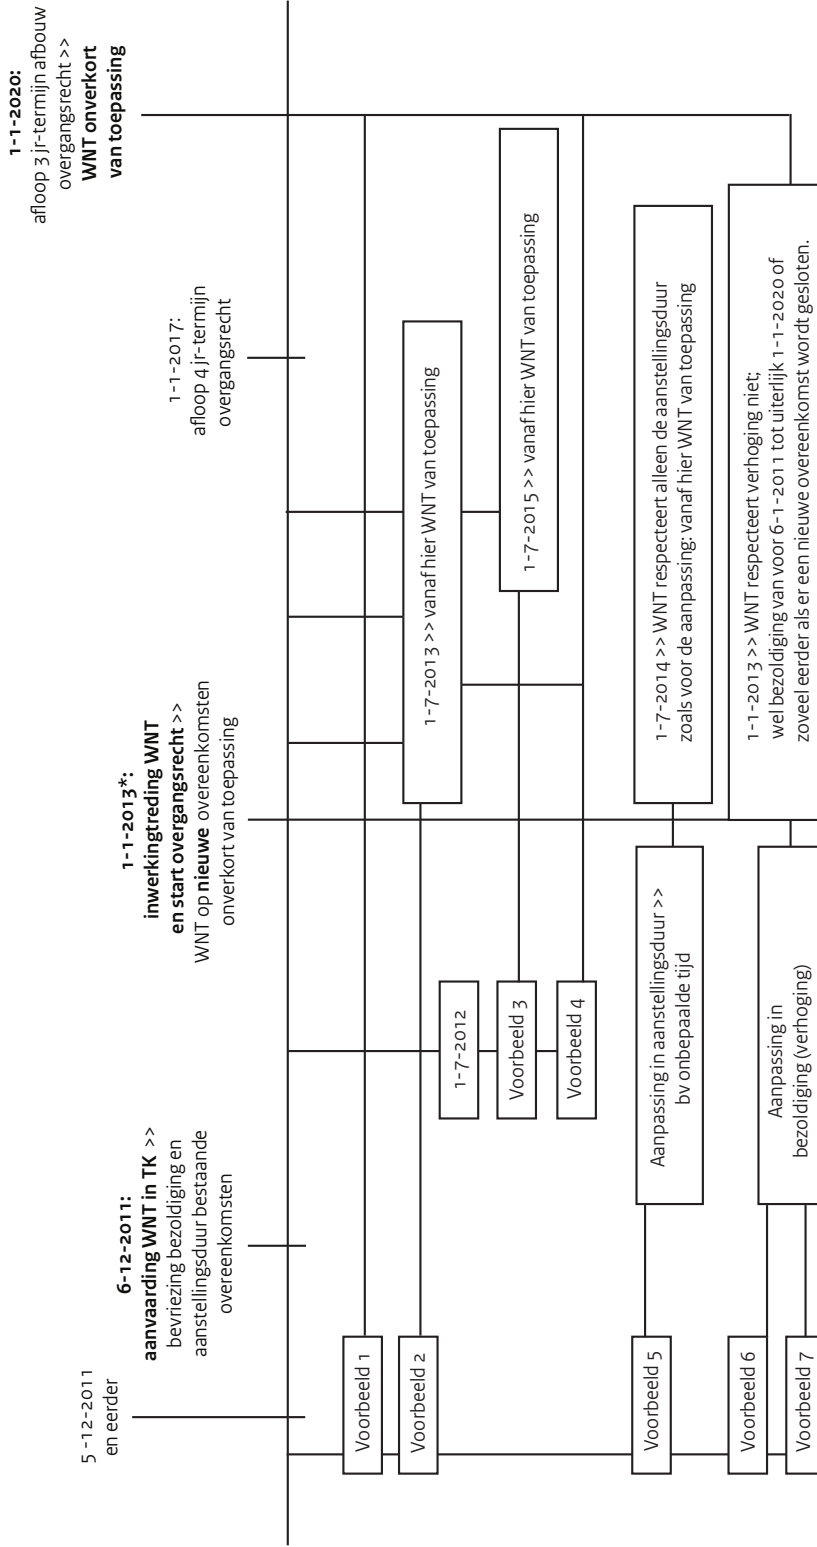 5 -12-2011
en eerder
6-12-2011:
aanvaarding WNT in TK >>
bevriezing bezoldiging en
aanstellingsduur bestaande
overeenkomsten
1-1-2013*:
inwerkingtreding WNT
en start overgangsrecht >>
WNT op nieuwe overeenkomsten
onverkort van toepassing
1-1-2017:
afloop 4 jr-termijn
overgangsrecht
1-1-2020:
afloop 3 jr-termijn afbouw
overgangsrecht >>
WNT onverkort
van toepassing
Voorbeeld 1
Voorbeeld 2
1-7-2013 >> vanaf hier WNT van toepassing
1-7-2012
Voorbeeld 3
1-7-2015 >> vanaf hier WNT van toepassing
Voorbeeld 4
Voorbeeld 5
Aanpassing in aanstellingsduur >>
bv onbepaalde tijd
1-7-2014 >> WNT respecteert alleen de aanstellingsduur
zoals voor de aanpassing: vanaf hier WNT van toepassing
Voorbeeld 6
Voorbeeld 7
Aanpassing in
bezoldiging (verhoging)
1-1-2013 >> WNT respecteert verhoging niet;
wel bezoldiging van voor 6-1-2011 tot uiterlijk 1-1-2020 of
zoveel eerder als er een nieuwe overeenkomst wordt gesloten.